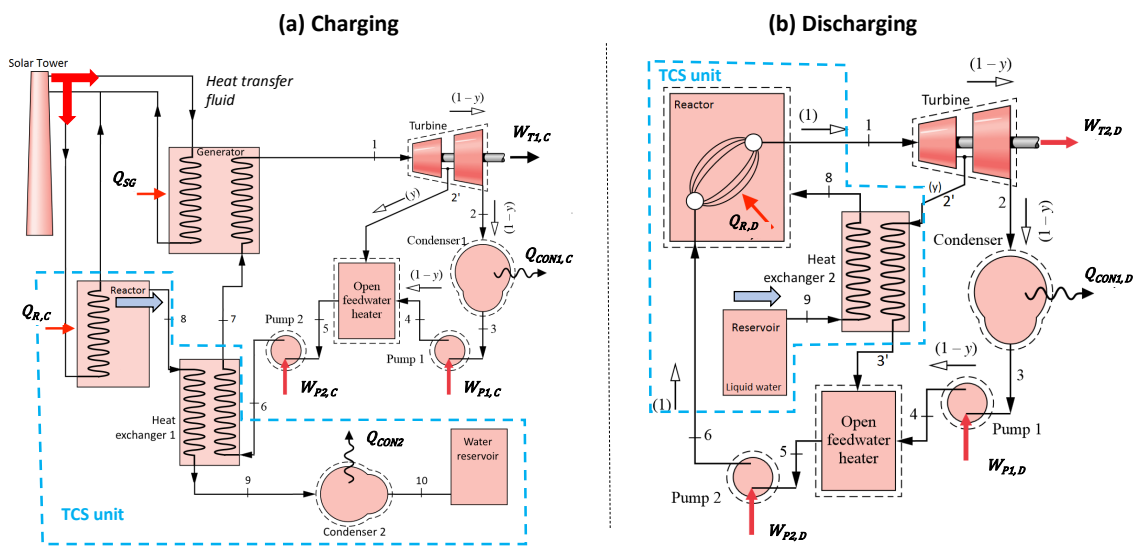 (a) Charging
Solar Tower
Heat transfer
fluid
Generator
Q_SG
1
Turbine
(1−y)
W_T1,C
(y)
2'
2
(1−y)
Condenser1
Q_CON1,C
(1−y)
Open
feedwater
heater
5
4
3
Pump 2
Pump 1
W_P2,C
W_P1,C
Reactor
Q_R,C
8
7
6
Heat
exchanger 1
Q_CON2
Water
reservoir
9
10
Condenser 2
TCS unit
(b) Discharging
TCS unit
Reactor
(1)
1
Turbine
(1−y)
W_T2,D
8
(y)
2'
2
(1−y)
Q_R,D
Condenser
Q_CON1,D
Heat
exchanger 2
9
Reservoir
Liquid water
3'
(1−y)
3
(1)
4
Pump 1
W_P1,D
6
5
Open
feedwater
heater
Pump 2
W_P2,D